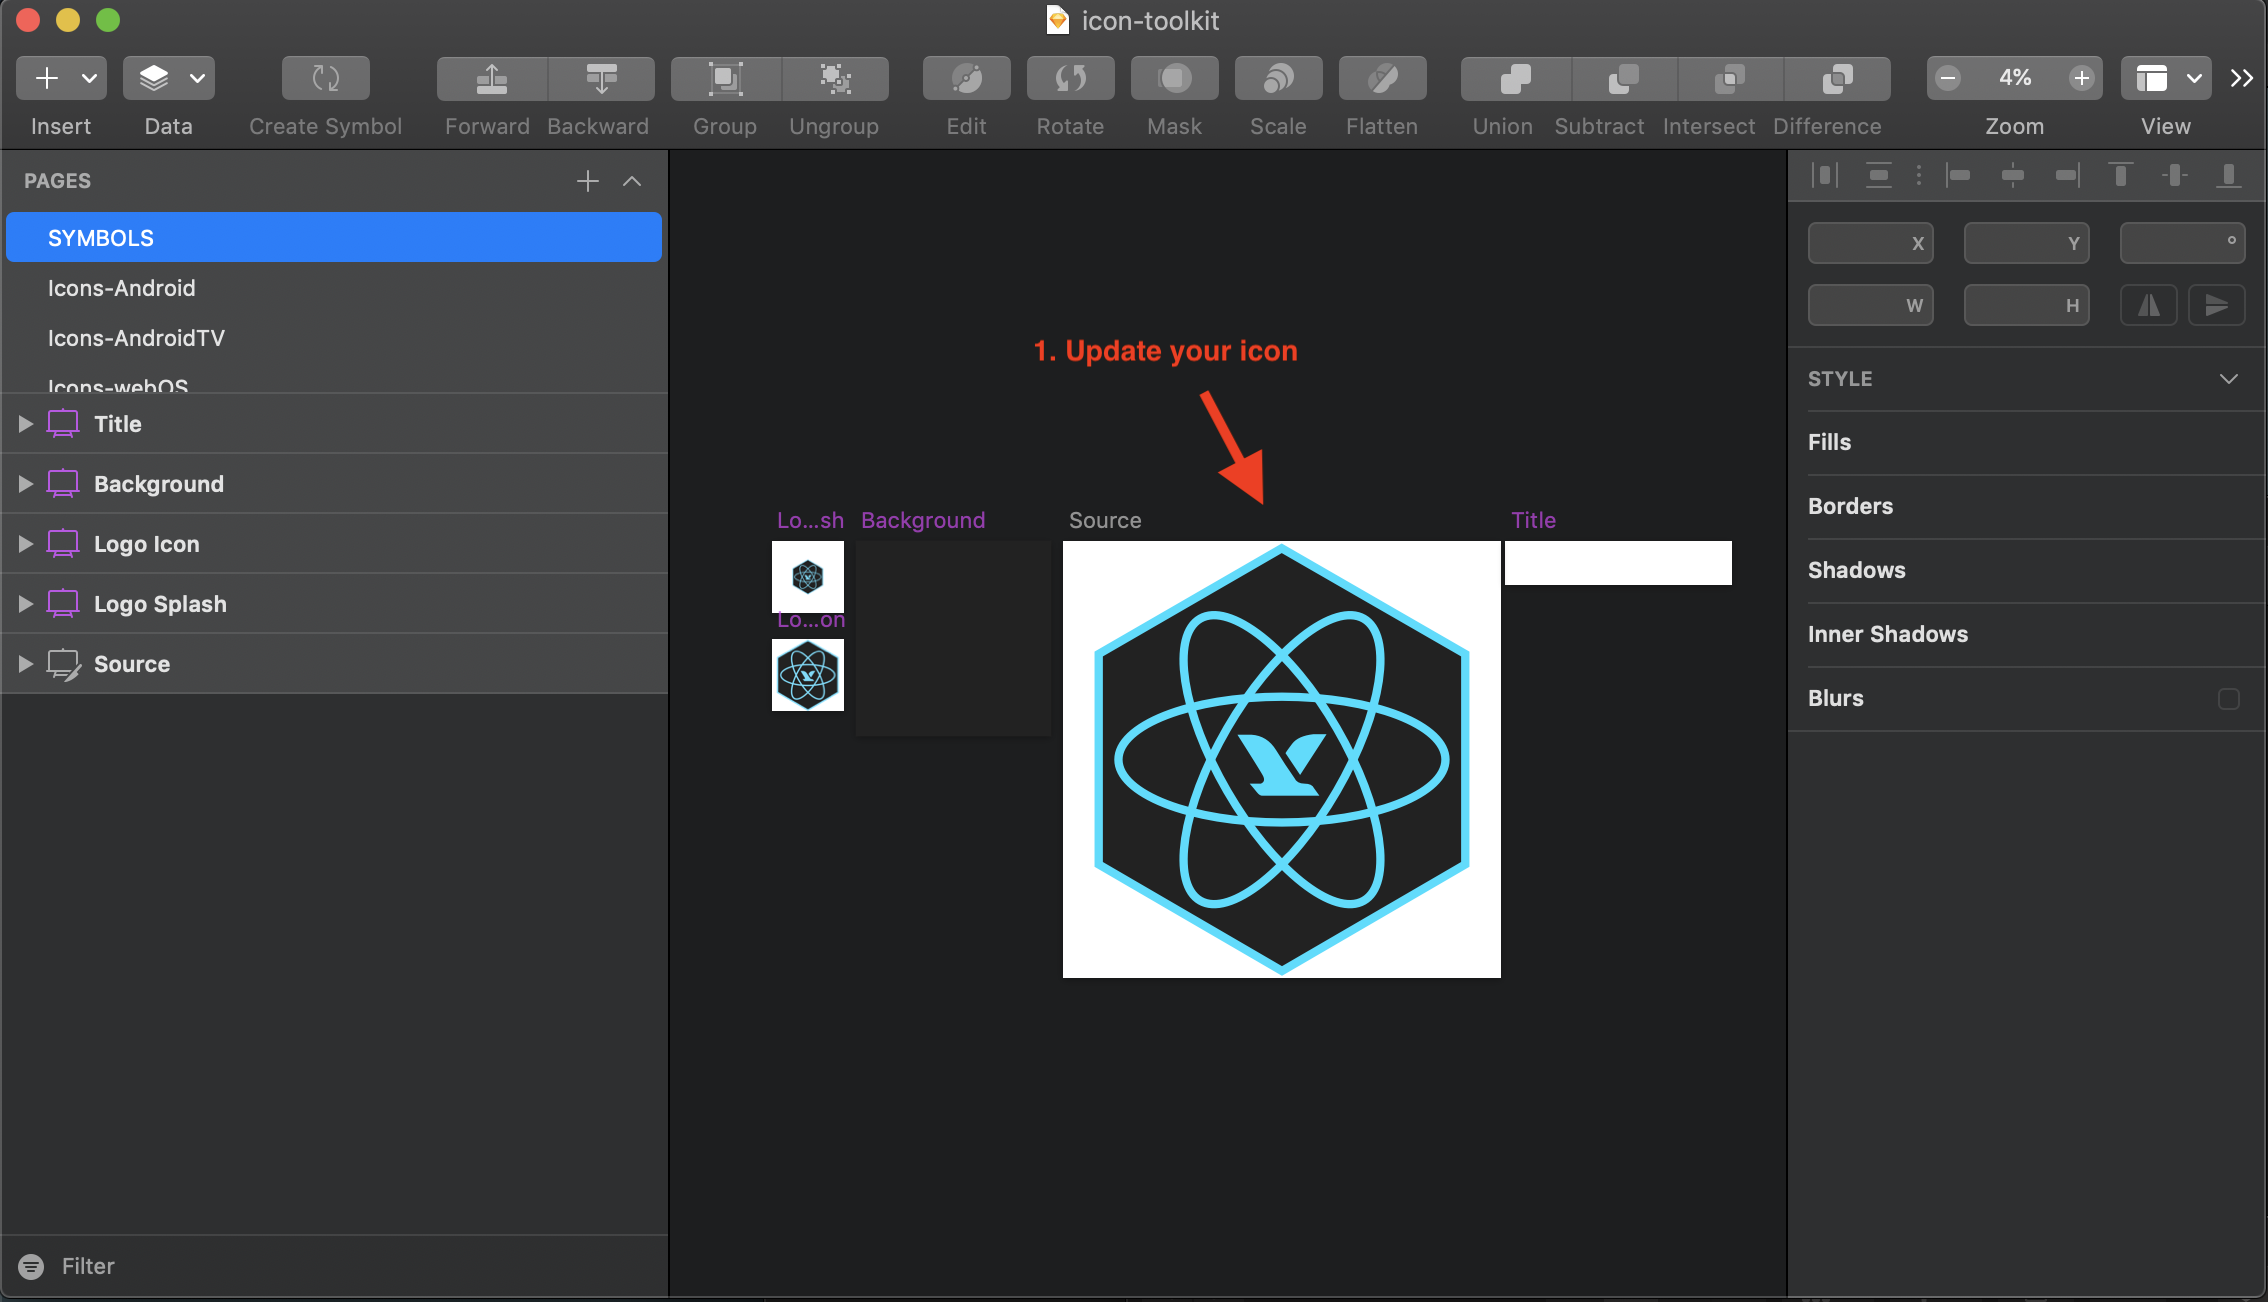 icon-toolkit
4%
Insert
Data
Create Symbol
Forward
Backward
Group
Ungroup
Edit
Rotate
Mask
Scale
Flatten
Union
Subtract
Intersect
Difference
Zoom
View
PAGES
SYMBOLS
Icons-Android
Icons-AndroidTV
Icons-webOS
Title
Background
Logo Icon
Logo Splash
Source
Filter
1. Update your icon
Lo...sh
Background
Source
Title
Lo...on
X
Y
°
W
H
STYLE
Fills
Borders
Shadows
Inner Shadows
Blurs